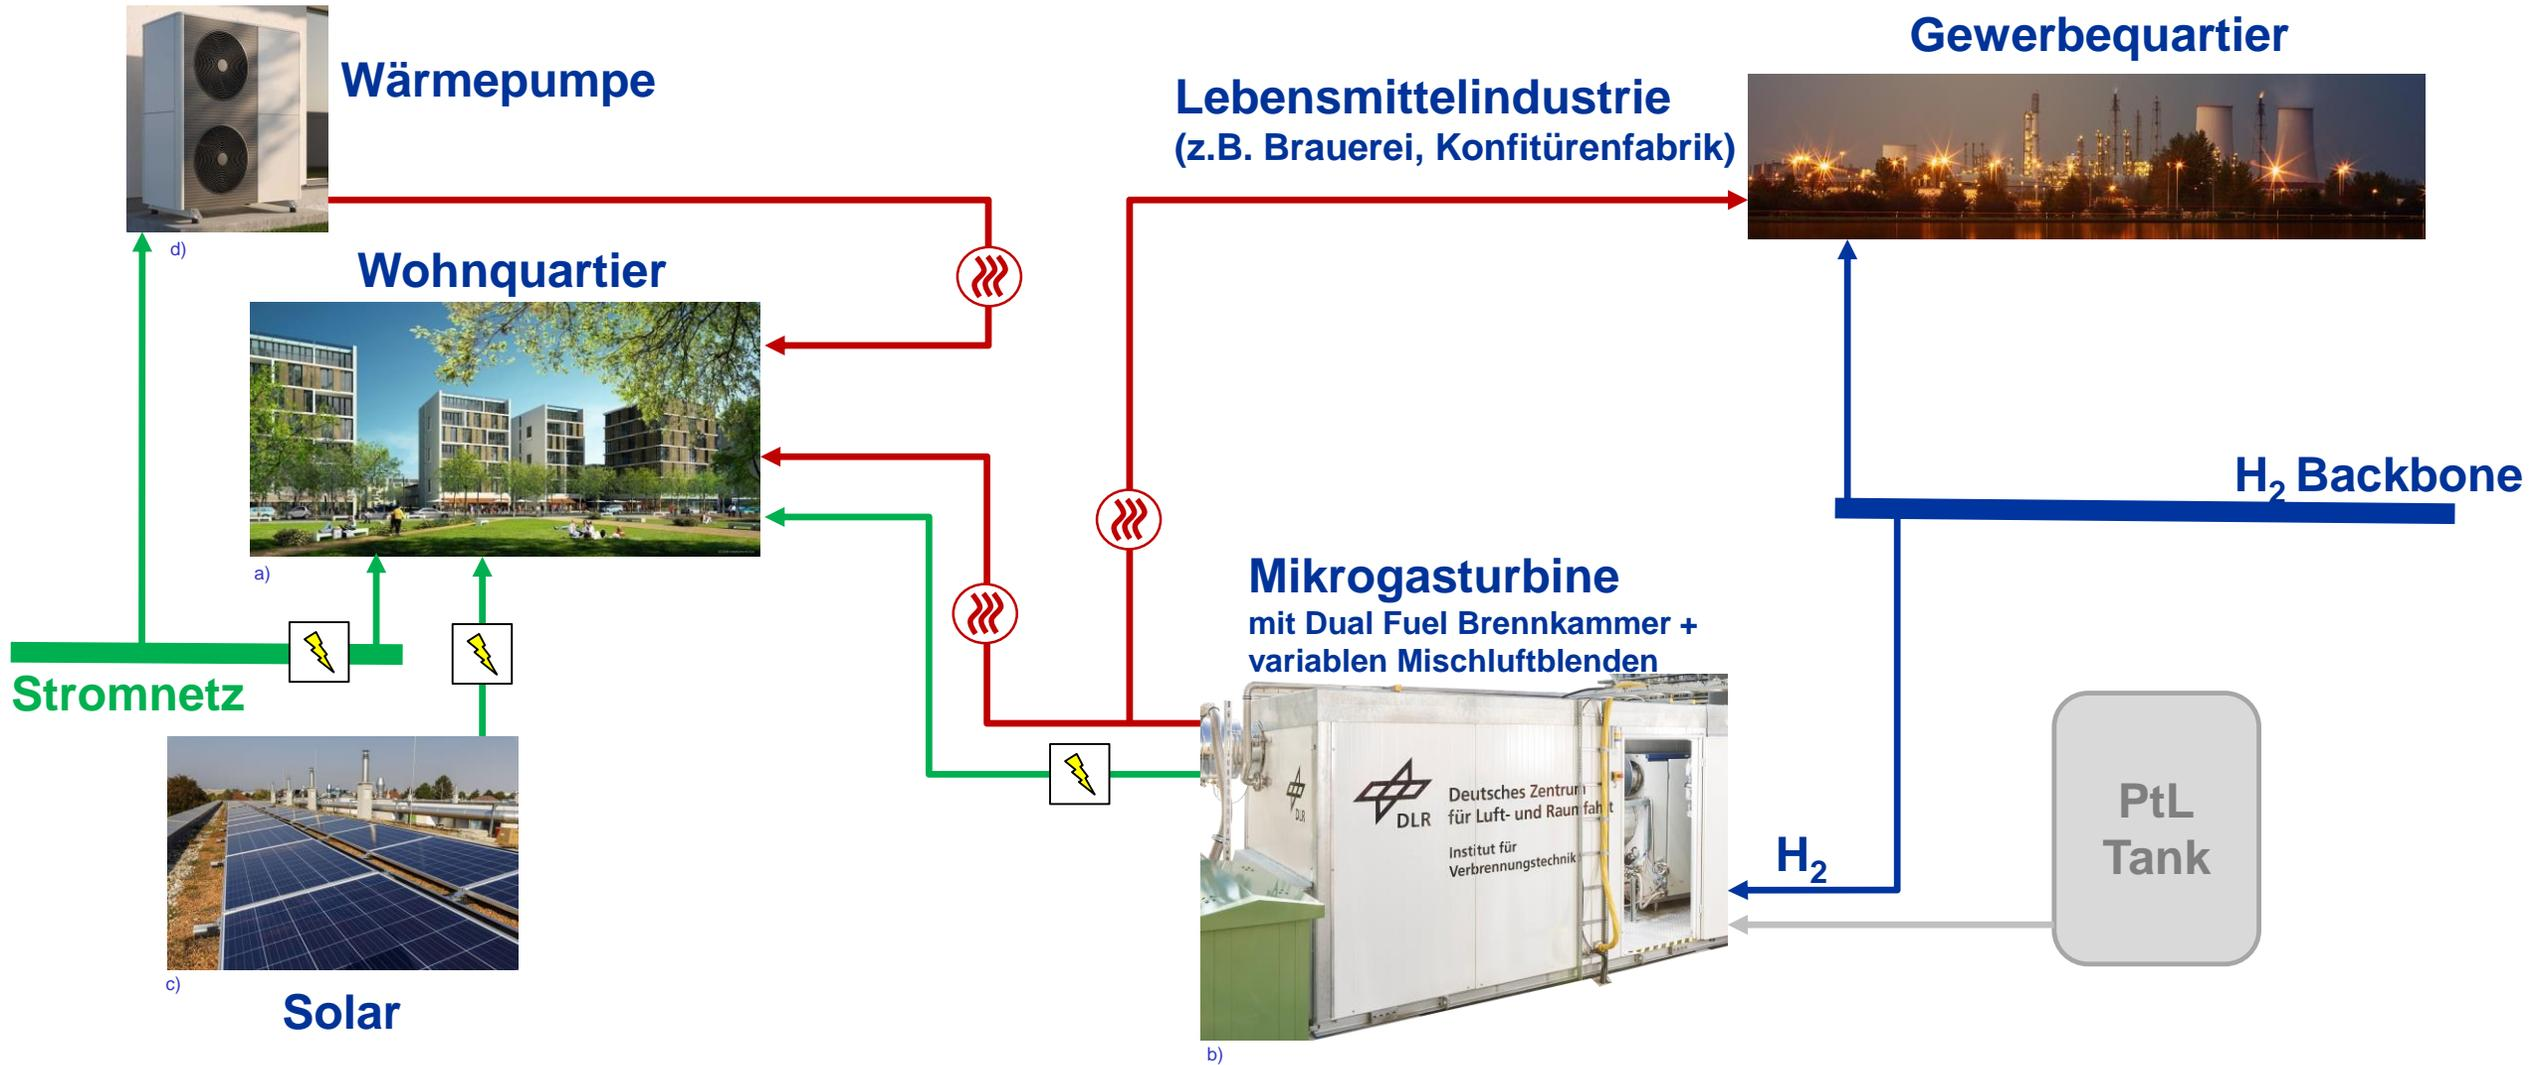 Wärmepumpe
d)
Wohnquartier
a)
Stromnetz
c)
Solar
Lebensmittelindustrie
(z.B. Brauerei, Konfitürenfabrik)
Gewerbequartier
H₂ Backbone
Mikrogasturbine
mit Dual Fuel Brennkammer +
variablen Mischluftblenden
DLR
DLR
Deutsches Zentrum
für Luft- und Raumfahrt
Institut für
Verbrennungstechnik
b)
H₂
PtL
Tank